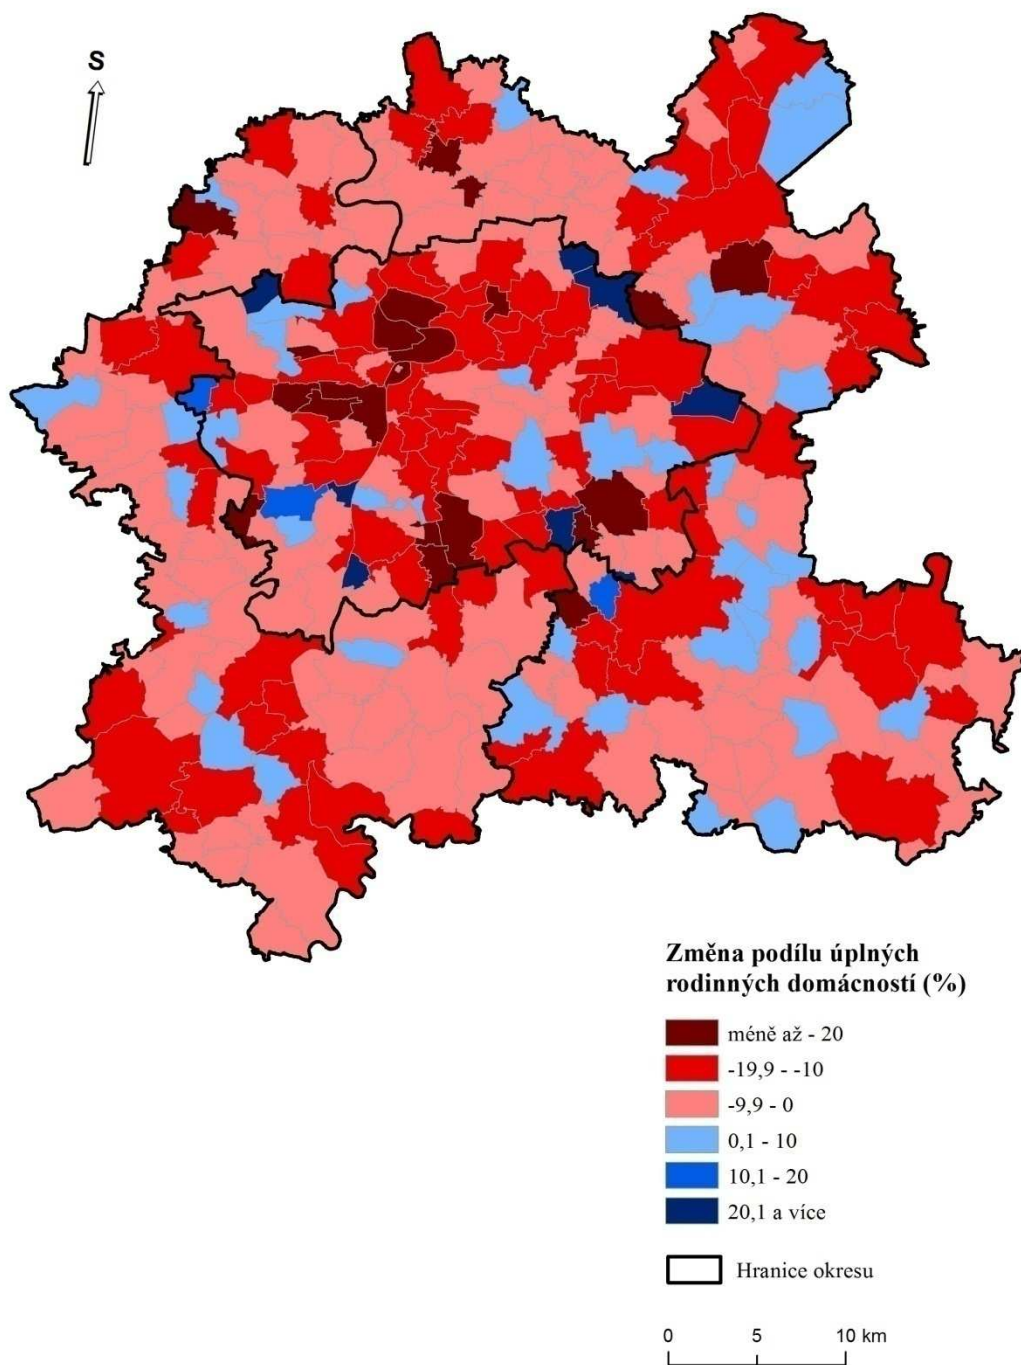 S
Změna podílu úplných
rodinných domácností (%)
méně až - 20
-19,9 - -10
-9,9 - 0
0,1 - 10
10,1 - 20
20,1 a více
Hranice okresu
0 5 10 km